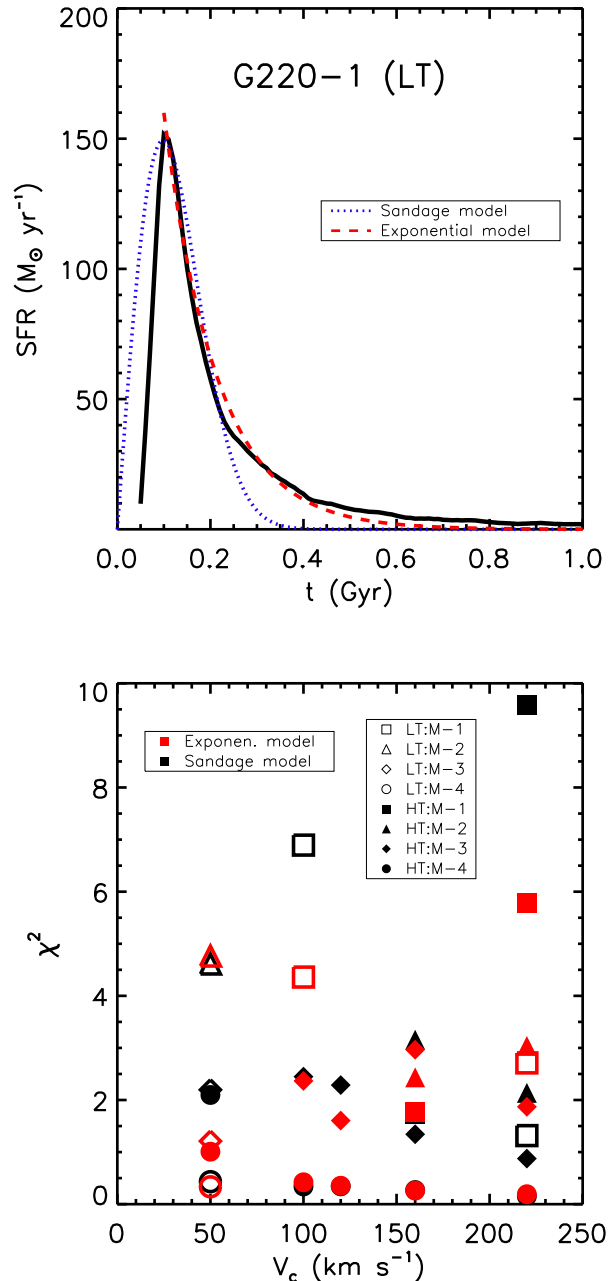 200
G220-1 (LT)
150
Sandage model
Exponential model
SFR (M⊙ yr⁻¹)
100
50
0.0 0.2 0.4 0.6 0.8 1.0
t (Gyr)
10
Exponen. model
Sandage model
LT:M-1
LT:M-2
LT:M-3
LT:M-4
HT:M-1
HT:M-2
HT:M-3
HT:M-4
8
6
χ²
4
2
0
0 50 100 150 200 250
V_c (km s⁻¹)